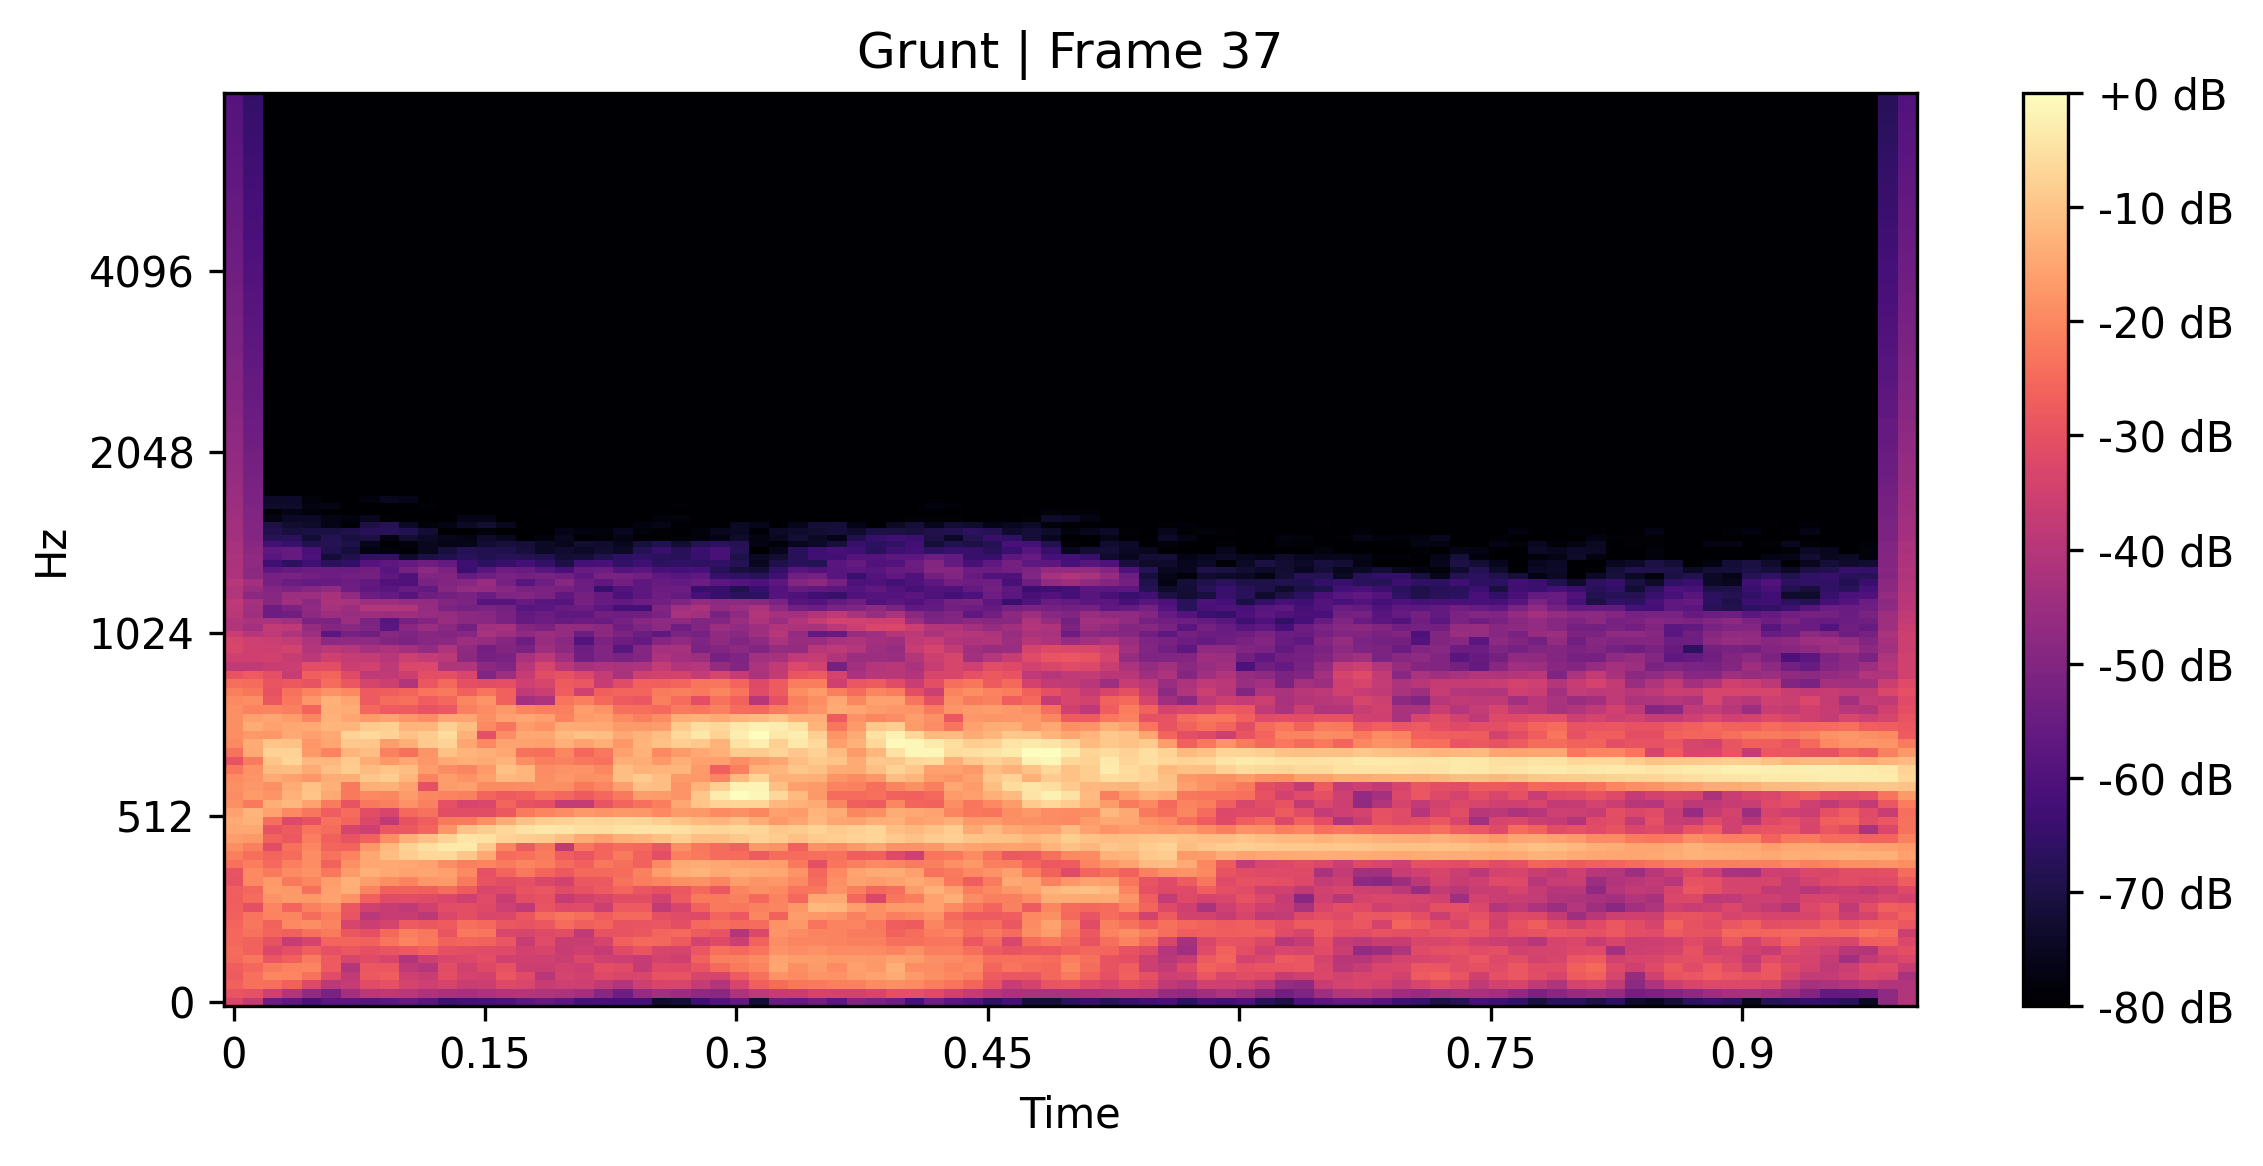 Grunt | Frame 37
Hz
4096
2048
1024
512
0
0 0.15 0.3 0.45 0.6 0.75 0.9
Time
+0 dB
-10 dB
-20 dB
-30 dB
-40 dB
-50 dB
-60 dB
-70 dB
-80 dB